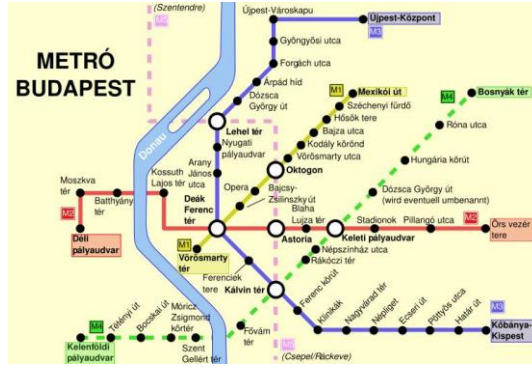 (Szentendre)
M5
Újpest-Városkapu
Újpest-Központ
M3
Gyöngyösi utca
Forgách utca
METRÓ
BUDAPEST
Árpád híd
Dózsca
György út
M1
Mexikói út
Széchenyi fürdő
Hősök tere
Bajza utca
Kodály körönd
Vörösmarty utca
M4
Bosnyák tér
Róna utca
Hungária körút
Dózsca György út
(wird eventuell umbenannt)
Donau
Lehel tér
Nyugati
pályaudvar
Oktogon
Arany
János
utca
Opera
Bajcsy-
Zsilinszky út
Moszkva
tér
Batthyány
tér
Kossuth
Lajos tér
Deák
Ferenc
tér
Blaha
Lujza tér
Stadionok
Pillangó utca
M2
M2
Déli
pályaudvar
Astoria
Keleti pályaudvar
Örs vezér
tere
M1
Vörösmarty
tér
Népszínház utca
Rákóczi tér
Ferenciek
tere
Kálvin tér
Ferenc körút
Klinikák
Nagyvárad tér
Népliget
Ecseri út
Pöttyös utca
Határ út
M3
Kőbánya-
Kispest
M4
Kelenföldi
pályaudvar
Tétényi út
Bocskai út
Móricz
Zsigmond
körtér
Szent
Gellért tér
Fővám
tér
M5
(Csepel/Ráckeve)